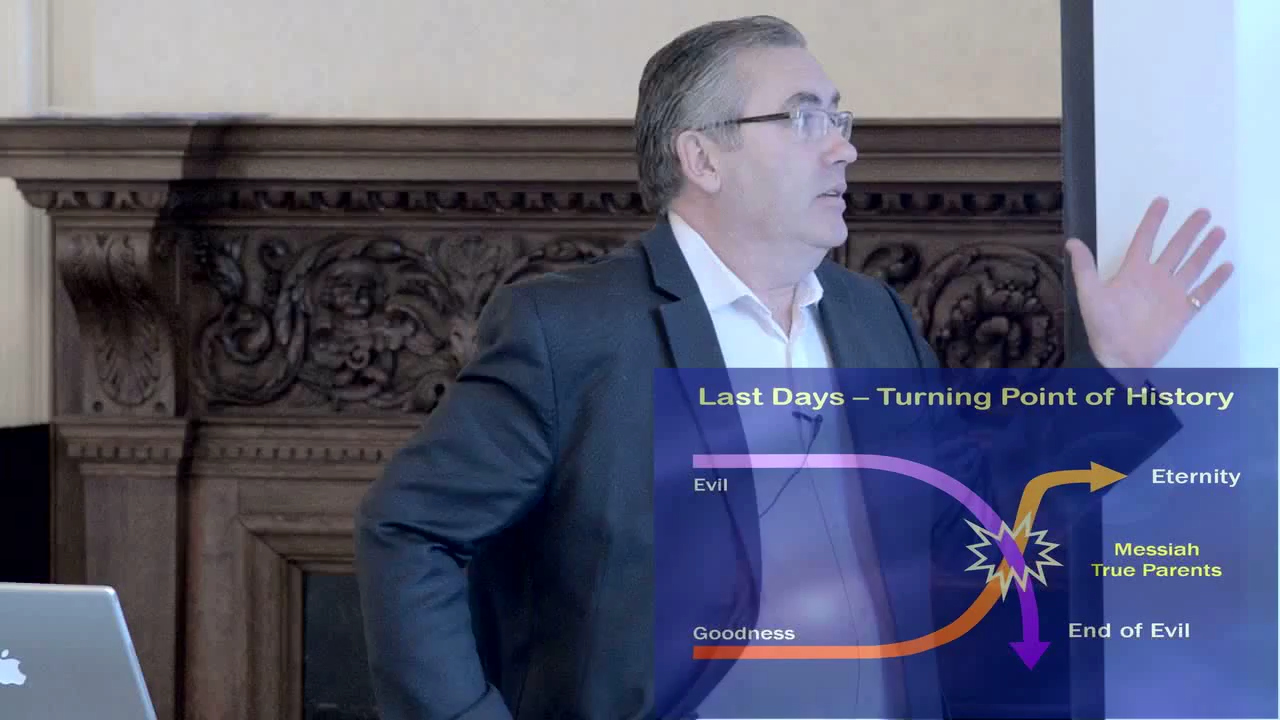 Last Days – Turning Point of History
Evil
Eternity
Messiah
True Parents
Goodness
End of Evil